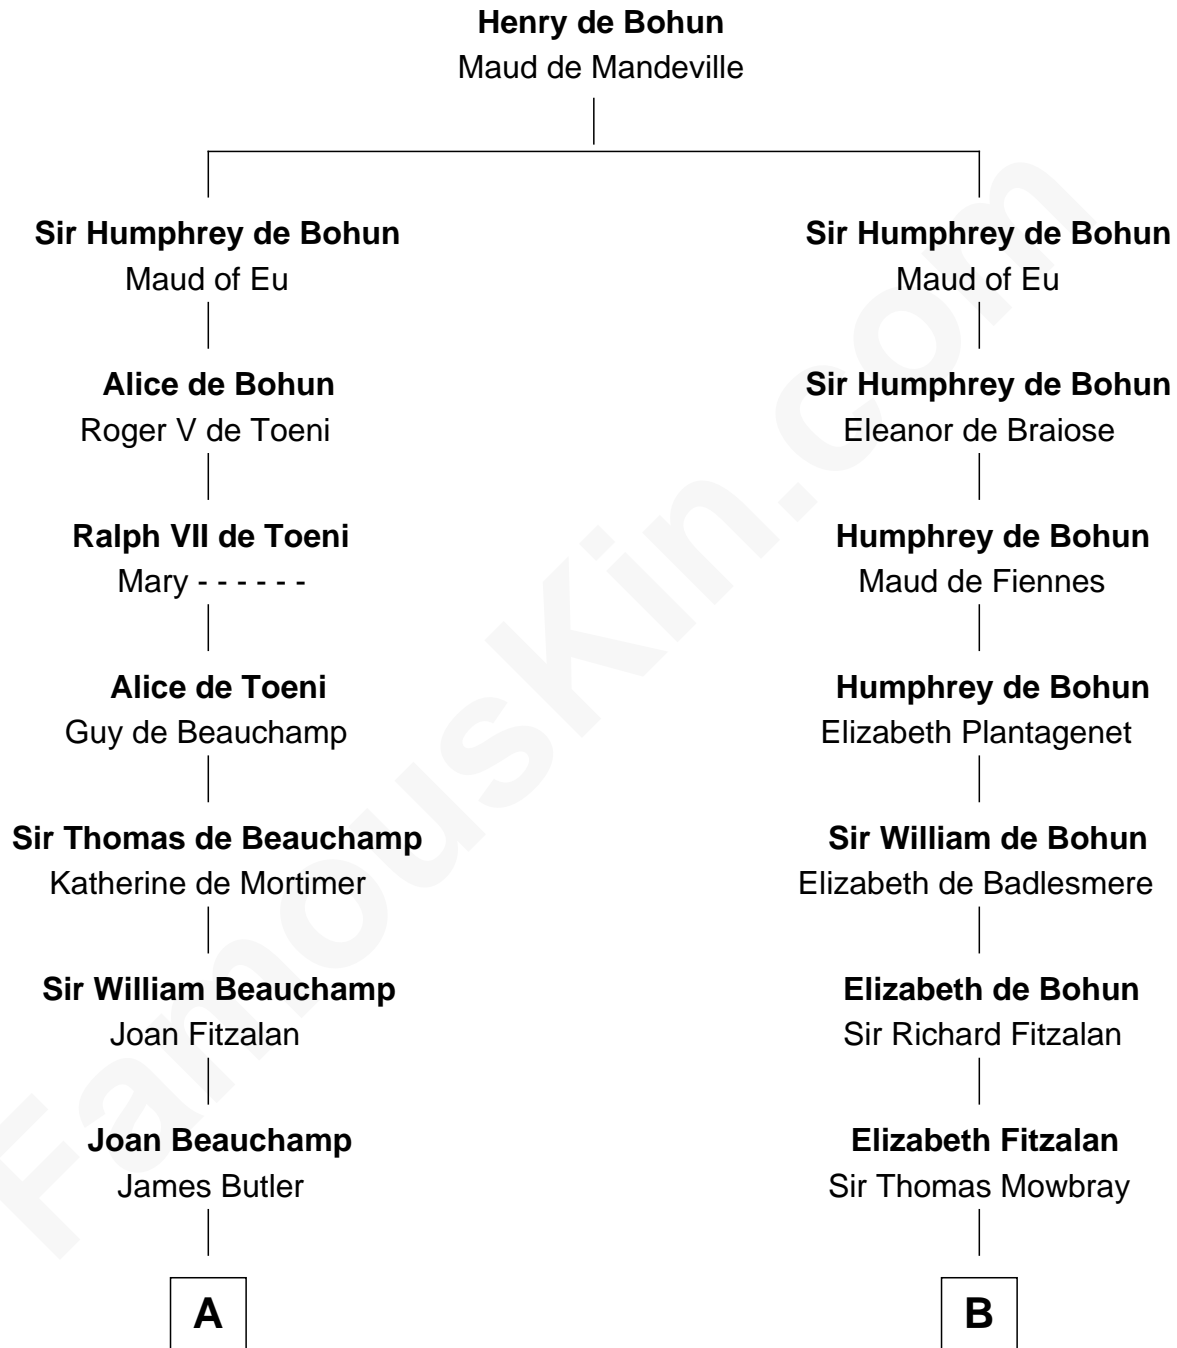 Henry de Bohun
Maud de Mandeville
Sir Humphrey de Bohun
Maud of Eu
Alice de Bohun
Roger V de Toeni
Ralph VII de Toeni
Mary - - - - - -
Alice de Toeni
Guy de Beauchamp
Sir Thomas de Beauchamp
Katherine de Mortimer
Sir William Beauchamp
Joan Fitzalan
Joan Beauchamp
James Butler
A
Sir Humphrey de Bohun
Maud of Eu
Sir Humphrey de Bohun
Eleanor de Braiose
Humphrey de Bohun
Maud de Fiennes
Humphrey de Bohun
Elizabeth Plantagenet
Sir William de Bohun
Elizabeth de Badlesmere
Elizabeth de Bohun
Sir Richard Fitzalan
Elizabeth Fitzalan
Sir Thomas Mowbray
B
FamousKin.com